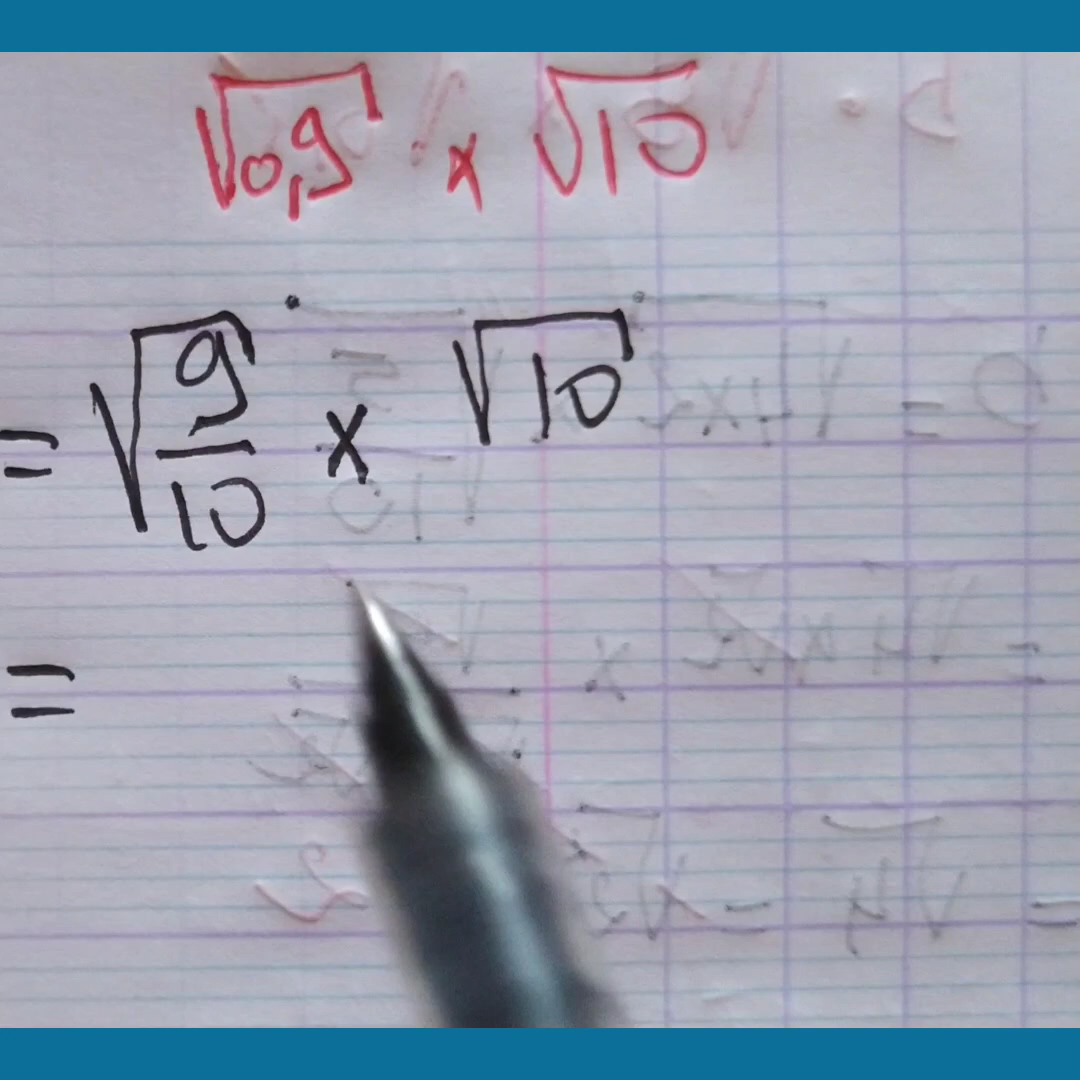 √0,9 × √10
= √9/10 × √10
=